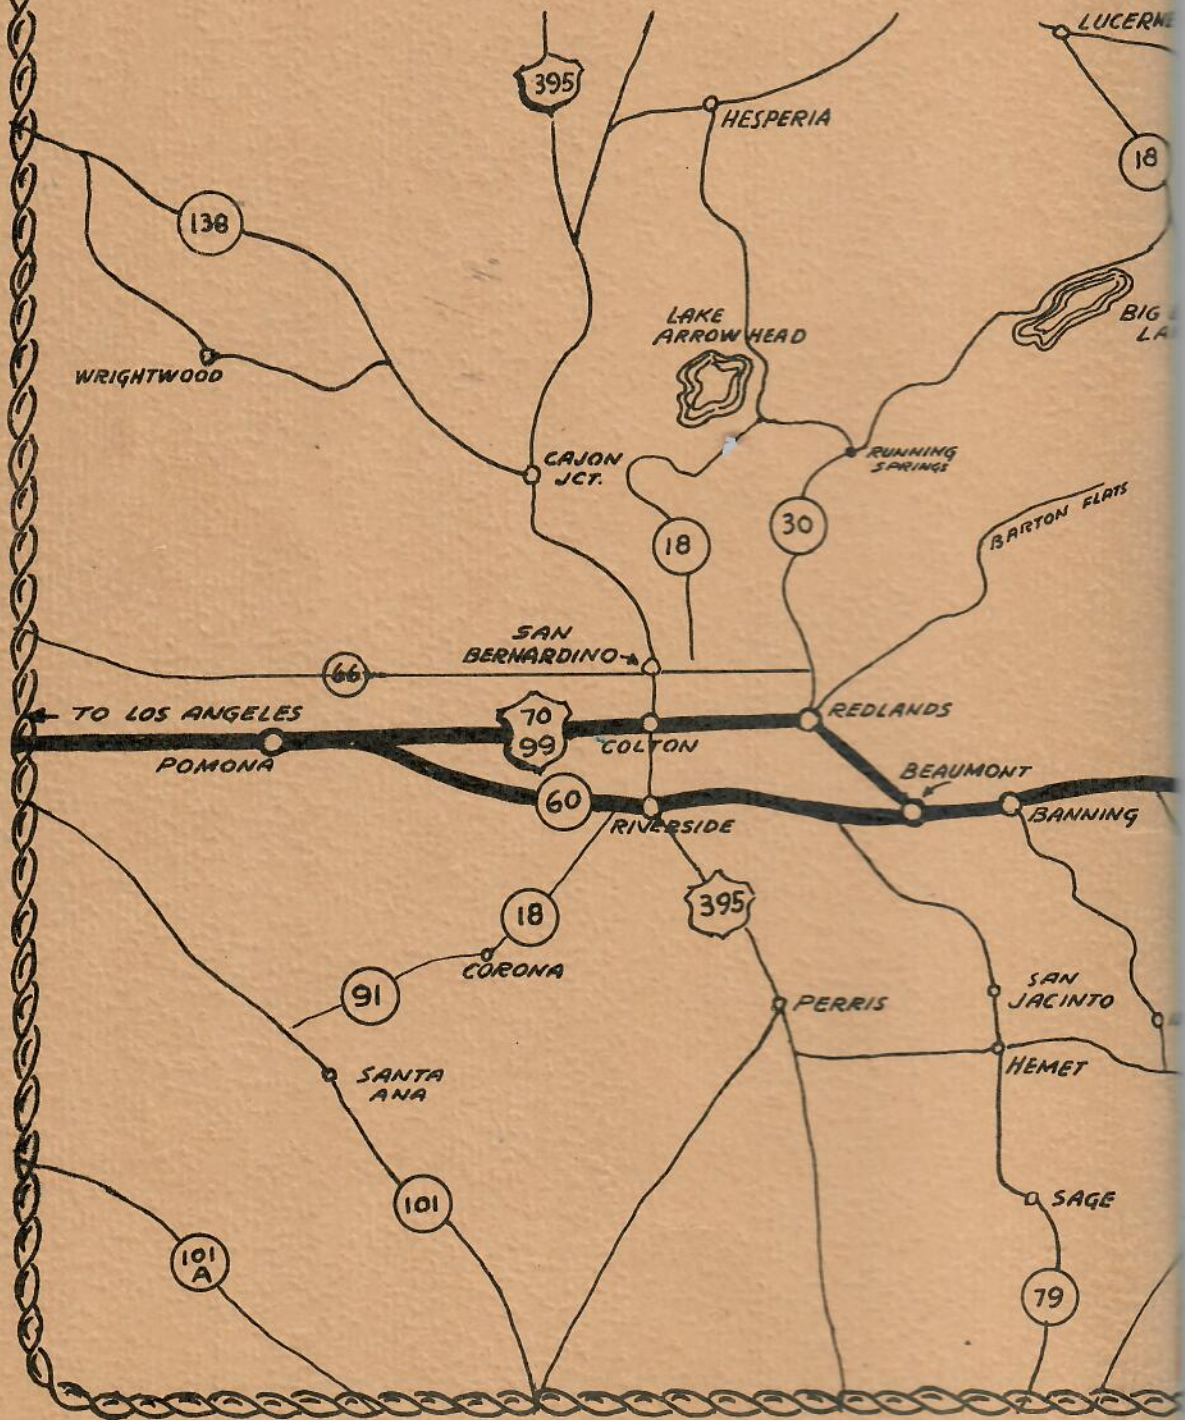 LUCERNE
395
HESPERIA
18
138
LAKE
ARROWHEAD
BIG
WRIGHTWOOD
CAJON
JCT.
RUNNING
SPRINGS
BARTON FLATS
30
18
SAN
BERNARDINO
66
TO LOS ANGELES
70
99
REDLANDS
COLTON
POMONA
BEAUMONT
60
RIVERSIDE
BANNING
395
18
CORONA
91
SAN
JACINTO
PERRIS
HEMET
SANTA
ANA
101
SAGE
101
A
79